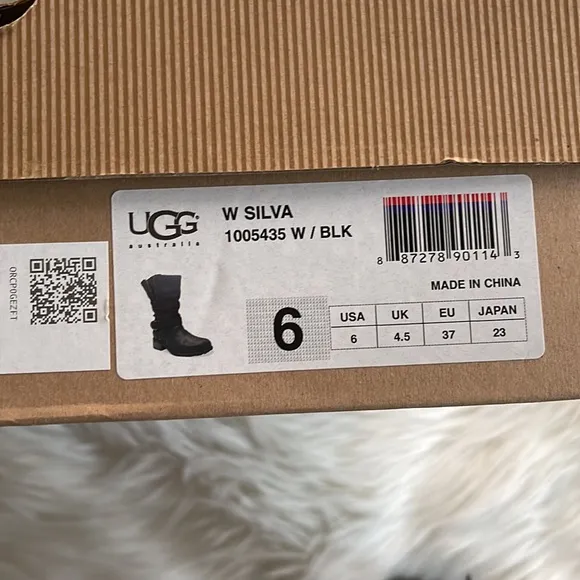 UGG
australia
W SILVA
1005435 W / BLK
8 87278 90114 3
MADE IN CHINA
6
USA UK EU JAPAN
6 4.5 37 23
ORCP0GEZFT